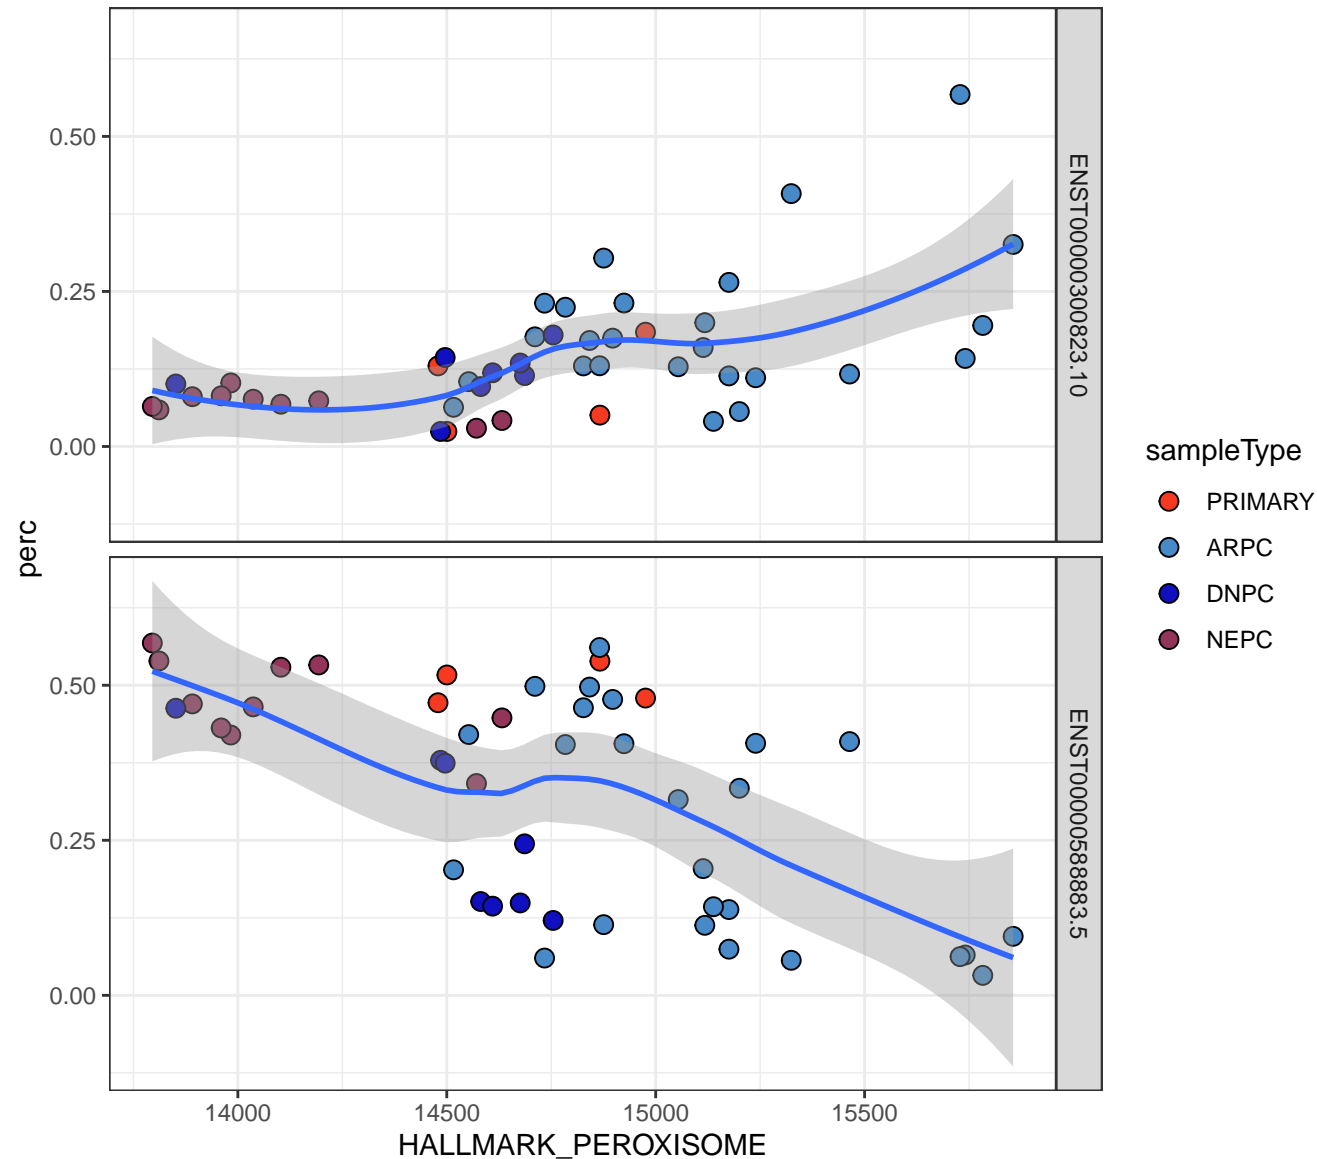 perc
0.50
0.25
0.00
ENST00000300823.10
0.50
0.25
0.00
ENST00000588883.5
14000
14500
15000
15500
HALLMARK_PEROXISOME
sampleType
PRIMARY
ARPC
DNPC
NEPC